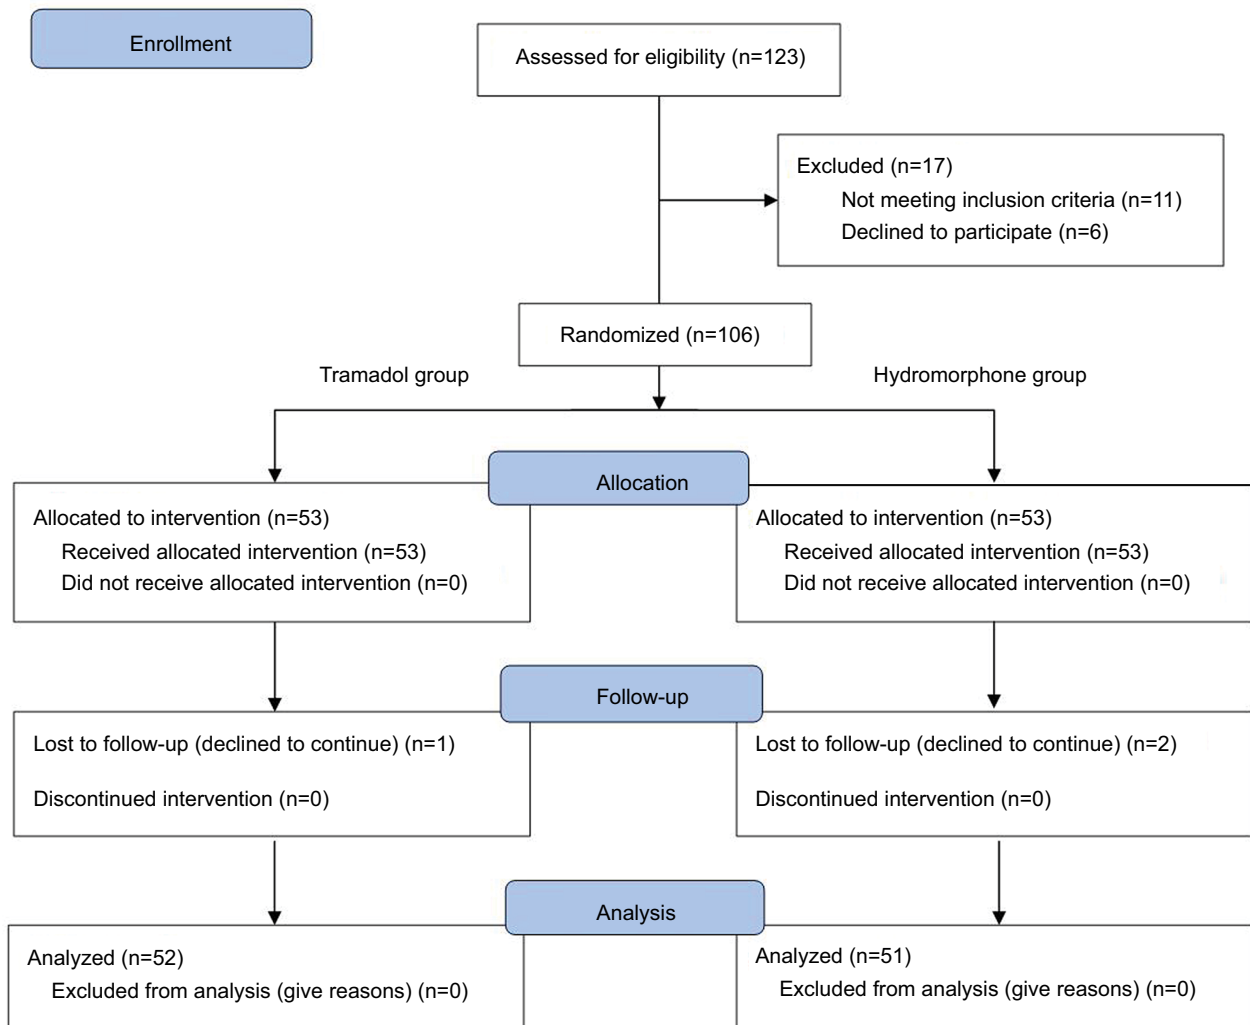 Enrollment
Assessed for eligibility (n=123)
Excluded (n=17)
Not meeting inclusion criteria (n=11)
Declined to participate (n=6)
Randomized (n=106)
Tramadol group
Hydromorphone group
Allocation
Allocated to intervention (n=53)
Received allocated intervention (n=53)
Did not receive allocated intervention (n=0)
Allocated to intervention (n=53)
Received allocated intervention (n=53)
Did not receive allocated intervention (n=0)
Follow-up
Lost to follow-up (declined to continue) (n=1)
Discontinued intervention (n=0)
Lost to follow-up (declined to continue) (n=2)
Discontinued intervention (n=0)
Analysis
Analyzed (n=52)
Excluded from analysis (give reasons) (n=0)
Analyzed (n=51)
Excluded from analysis (give reasons) (n=0)